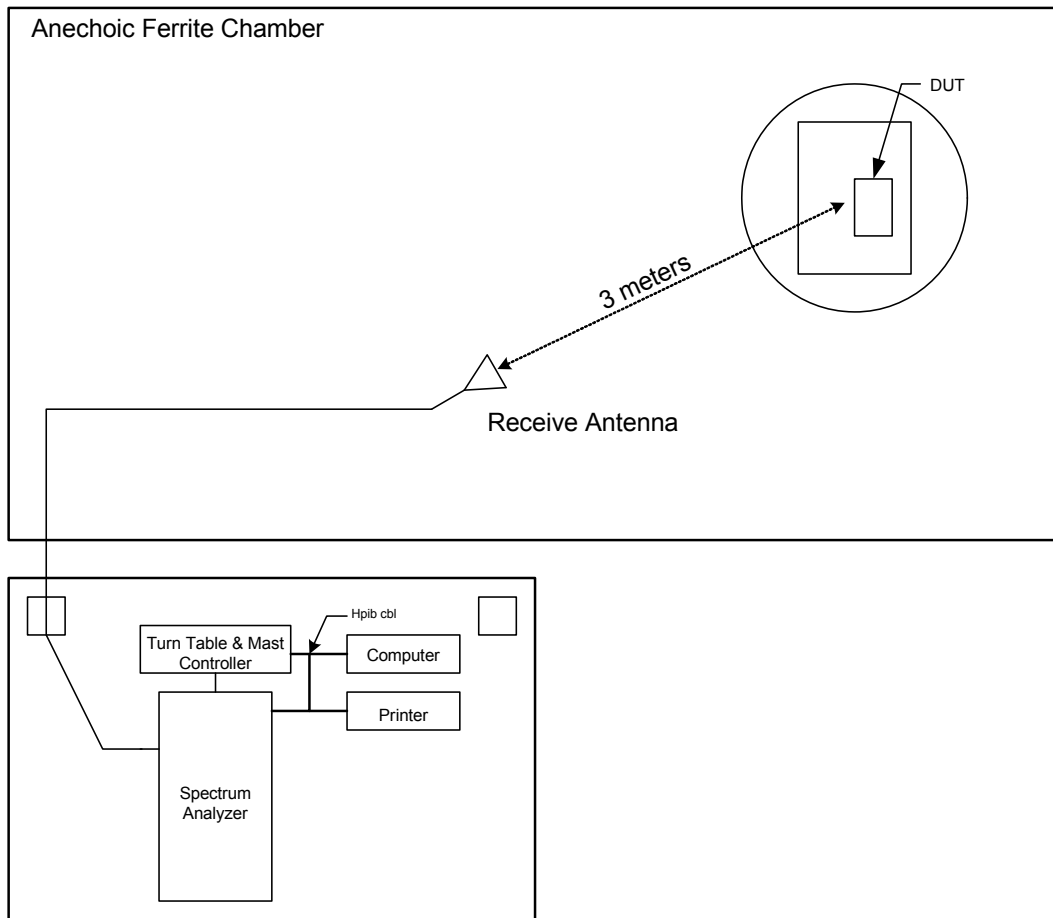 Anechoic Ferrite Chamber
DUT
3 meters
Receive Antenna
Hpib cbl
Turn Table & Mast
Controller
Computer
Printer
Spectrum
Analyzer